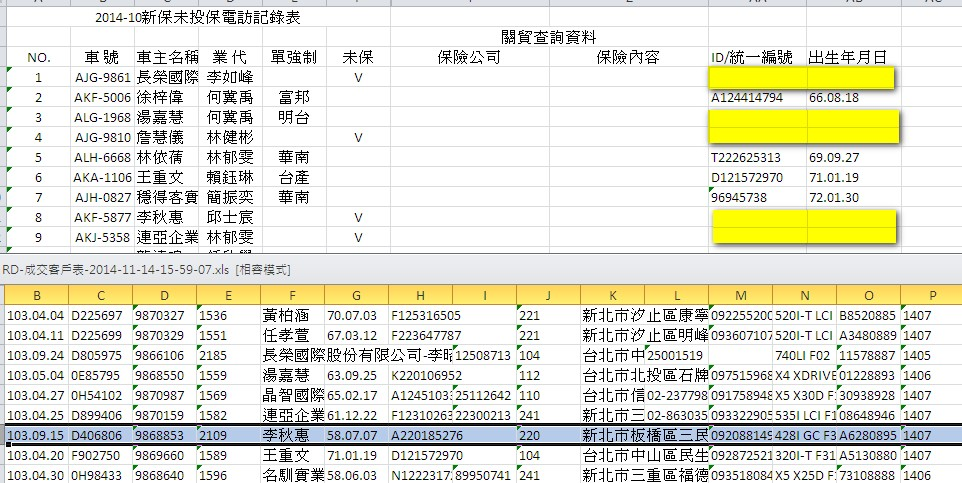 AA AC
2014-10新保未投保電訪記錄表
關貿查詢資料
NO. 車號 車主名稱 業代 單強制 未保 保險公司 保險內容 ID/統一編號 出生年月日
1 AJG-9861 長榮國際 李如峰 V
2 AKF-5006 徐梓偉 何冀禹 富邦 A124414794 66.08.18
3 ALG-1968 湯嘉慧 何冀禹 明台
4 AJG-9810 詹慧儀 林健彬 V
5 ALH-6668 林依蒨 林郁雯 華南 T222625313 69.09.27
6 AKA-1106 王重文 賴鈺琳 台產 D121572970 71.01.19
7 AJH-0827 穩得客實 簡振奕 華南 96945738 72.01.30
8 AKF-5877 李秋惠 邱士宸 V
9 AKJ-5358 連亞企業 林郁雯 V
RD-成交客戶表-2014-11-14-15-59-07.xls [相容模式]
B C D E F G H I J K L M N O P
103.04.04 D225697 9870327 1536 黃柏涵 70.07.03 F125316505 221 新北市汐止區康寧 092255200 520I-T LCI B8520885 1407
103.04.11 D225699 9870329 1551 任孝萱 67.03.12 F223647787 221 新北市汐止區明峰 093607107 520I-T LCI A3480889 1407
103.09.24 D805975 9866106 2185 長榮國際股份有限公司-李昭 12508713 104 台北市中 25001519 740LI F02 11578887 1405
103.05.04 0E85795 9868550 1559 湯嘉慧 63.09.25 K220106952 112 台北市北投區石牌 097515968 X4 XDRIVE 01228893 1406
103.04.27 0H54102 9870987 1569 晶智國際 65.02.17 A12451033 25112642 110 台北市信 02-237798 091758948 X5 X30D F1 30938928 1407
103.04.25 D899406 9870159 1582 連亞企業 61.12.22 F12310263 22300213 241 新北市三 02-863035 093322905 535I LCI F1 08648946 1407
103.09.15 D406806 9868853 2109 李秋惠 58.07.07 A220185276 220 新北市板橋區三民 092088149 428I GC F3 A6280895 1407
103.04.20 F902750 9869660 1589 王重文 71.01.19 D121572970 104 台北市中山區民生 092872521 320I-T F31 A5130880 1407
103.04.30 0H98433 9868640 1596 名馴實業 58.06.03 N1222317 89950741 241 新北市三重區福德 093518084 X5 X25D F 73108888 1406